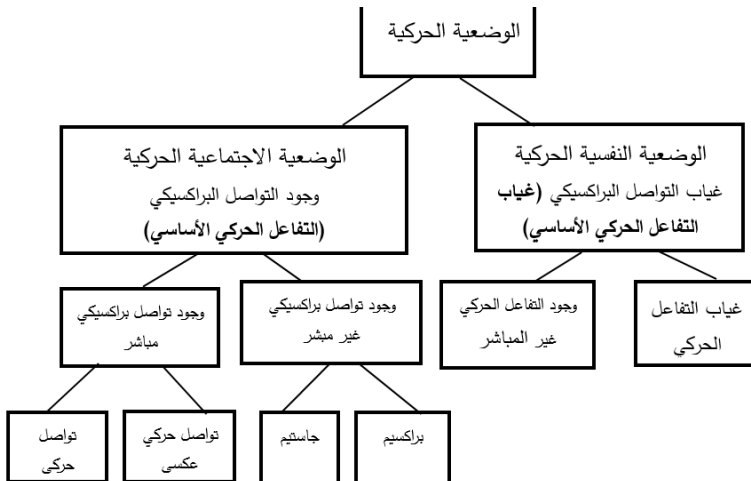 الوضعية الحركية
الوضعية النفسية الحركية
غياب التواصل البراكسيكي (غياب
التفاعل الحركي الأساسي)
الوضعية الاجتماعية الحركية
وجود التواصل البراكسيكي
(التفاعل الحركي الأساسي)
غياب التفاعل
الحركي
وجود التفاعل الحركي
غير المباشر
وجود تواصل براكسيكي
غير مبشر
وجود تواصل براكسيكي
مباشر
براكسيم
جاستيم
تواصل حركي
عكسى
تواصل
حركى